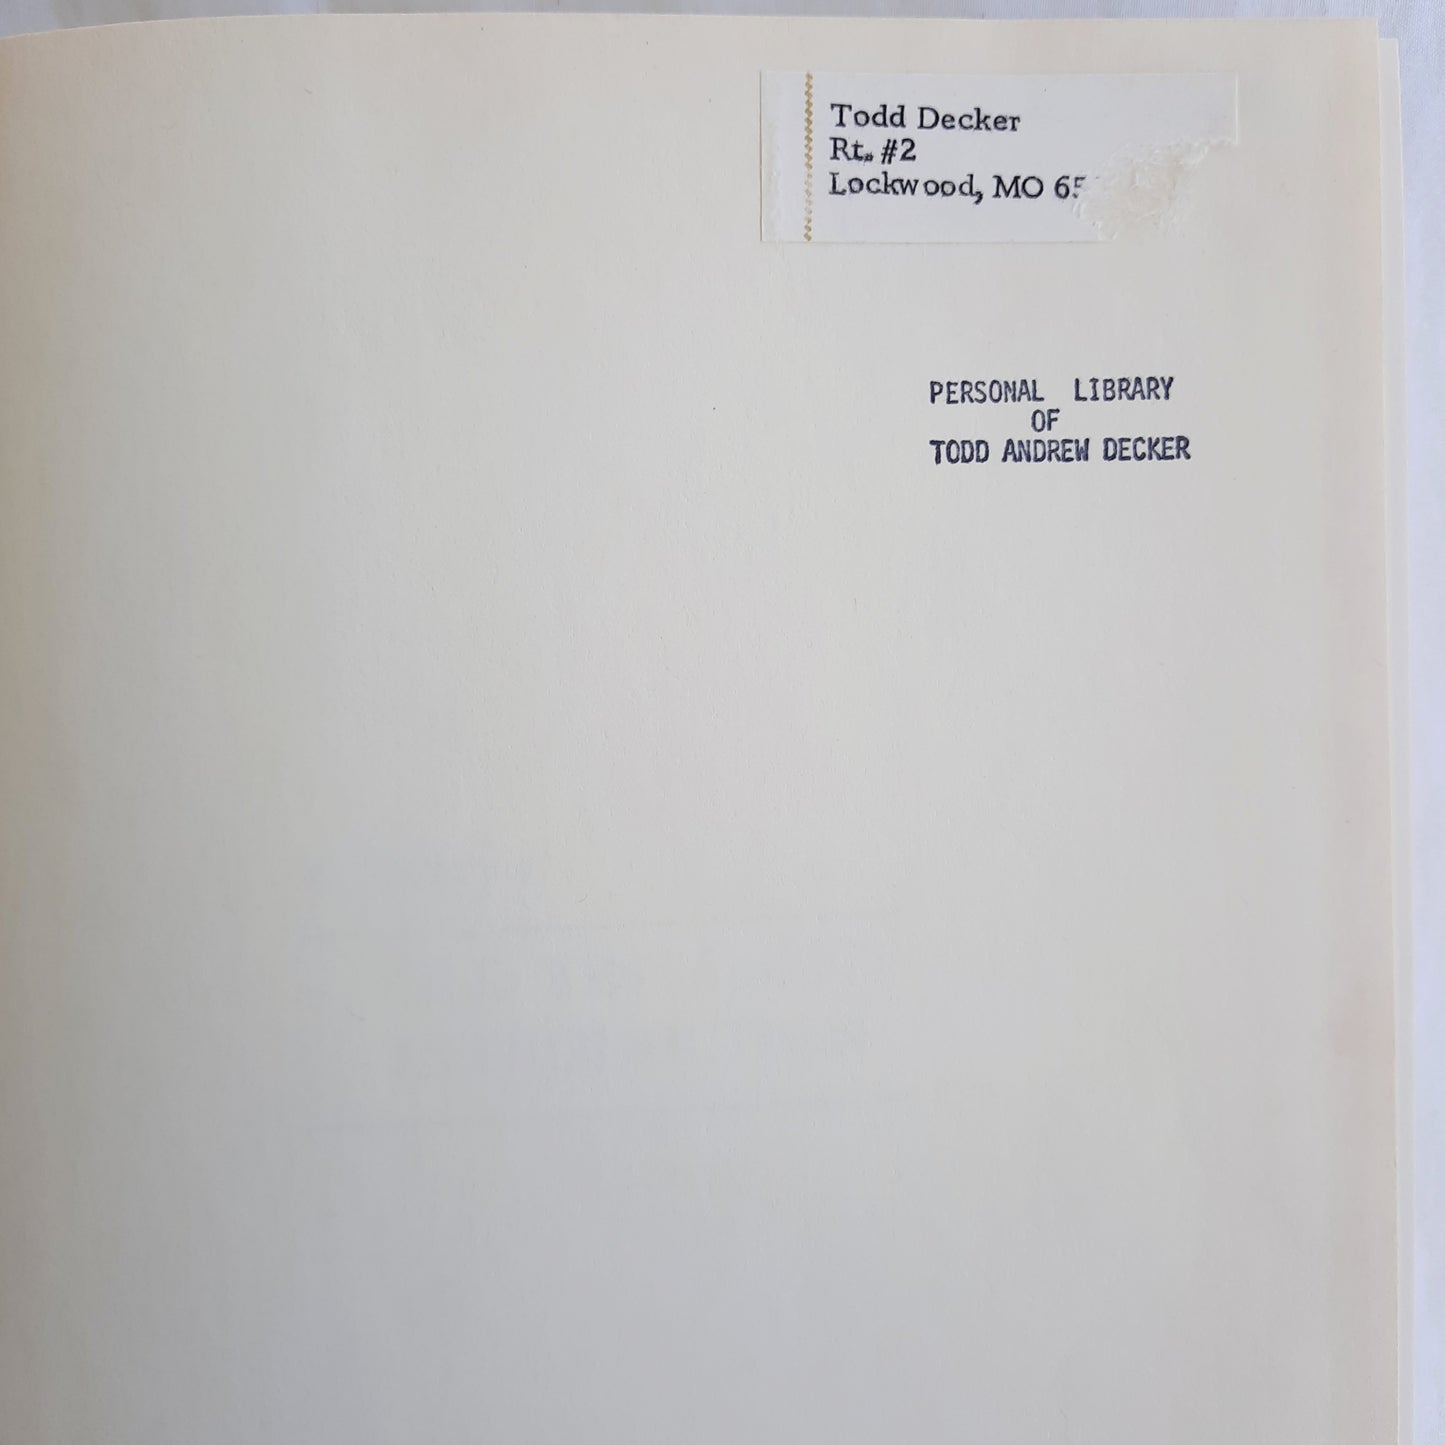 Todd Decker
Rt. #2
Lockwood, MO 65
PERSONAL LIBRARY
OF
TODD ANDREW DECKER